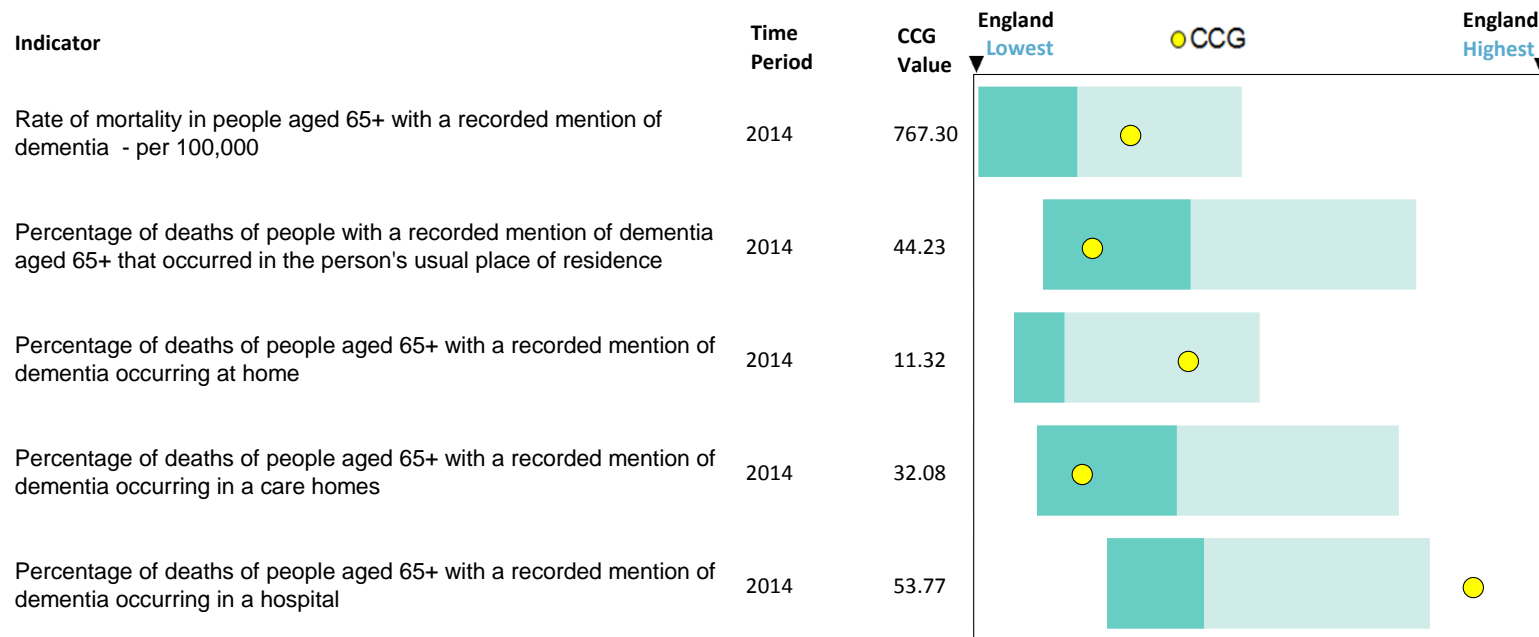 Indicator
Time
Period
CCG
Value
England
Lowest
CCG
England
Highest
Rate of mortality in people aged 65+ with a recorded mention of
dementia - per 100,000
2014
767.30
Percentage of deaths of people with a recorded mention of dementia
aged 65+ that occurred in the person's usual place of residence
2014
44.23
Percentage of deaths of people aged 65+ with a recorded mention of
dementia occurring at home
2014
11.32
Percentage of deaths of people aged 65+ with a recorded mention of
dementia occurring in a care homes
2014
32.08
Percentage of deaths of people aged 65+ with a recorded mention of
dementia occurring in a hospital
2014
53.77